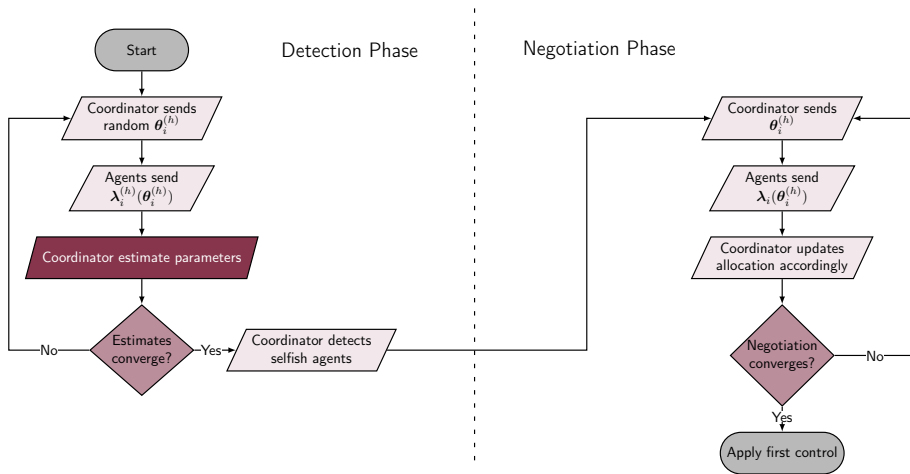 Detection Phase
Start
Coordinator sends
random θ_i^(h)
Agents send
λ_i^(h)(θ_i^(h))
Coordinator estimate parameters
Estimates
converge?
No
Yes
Coordinator detects
selfish agents
Negotiation Phase
Coordinator sends
θ_i^(h)
Agents send
λ_i(θ_i^(h))
Coordinator updates
allocation accordingly
Negotiation
converges?
No
Yes
Apply first control